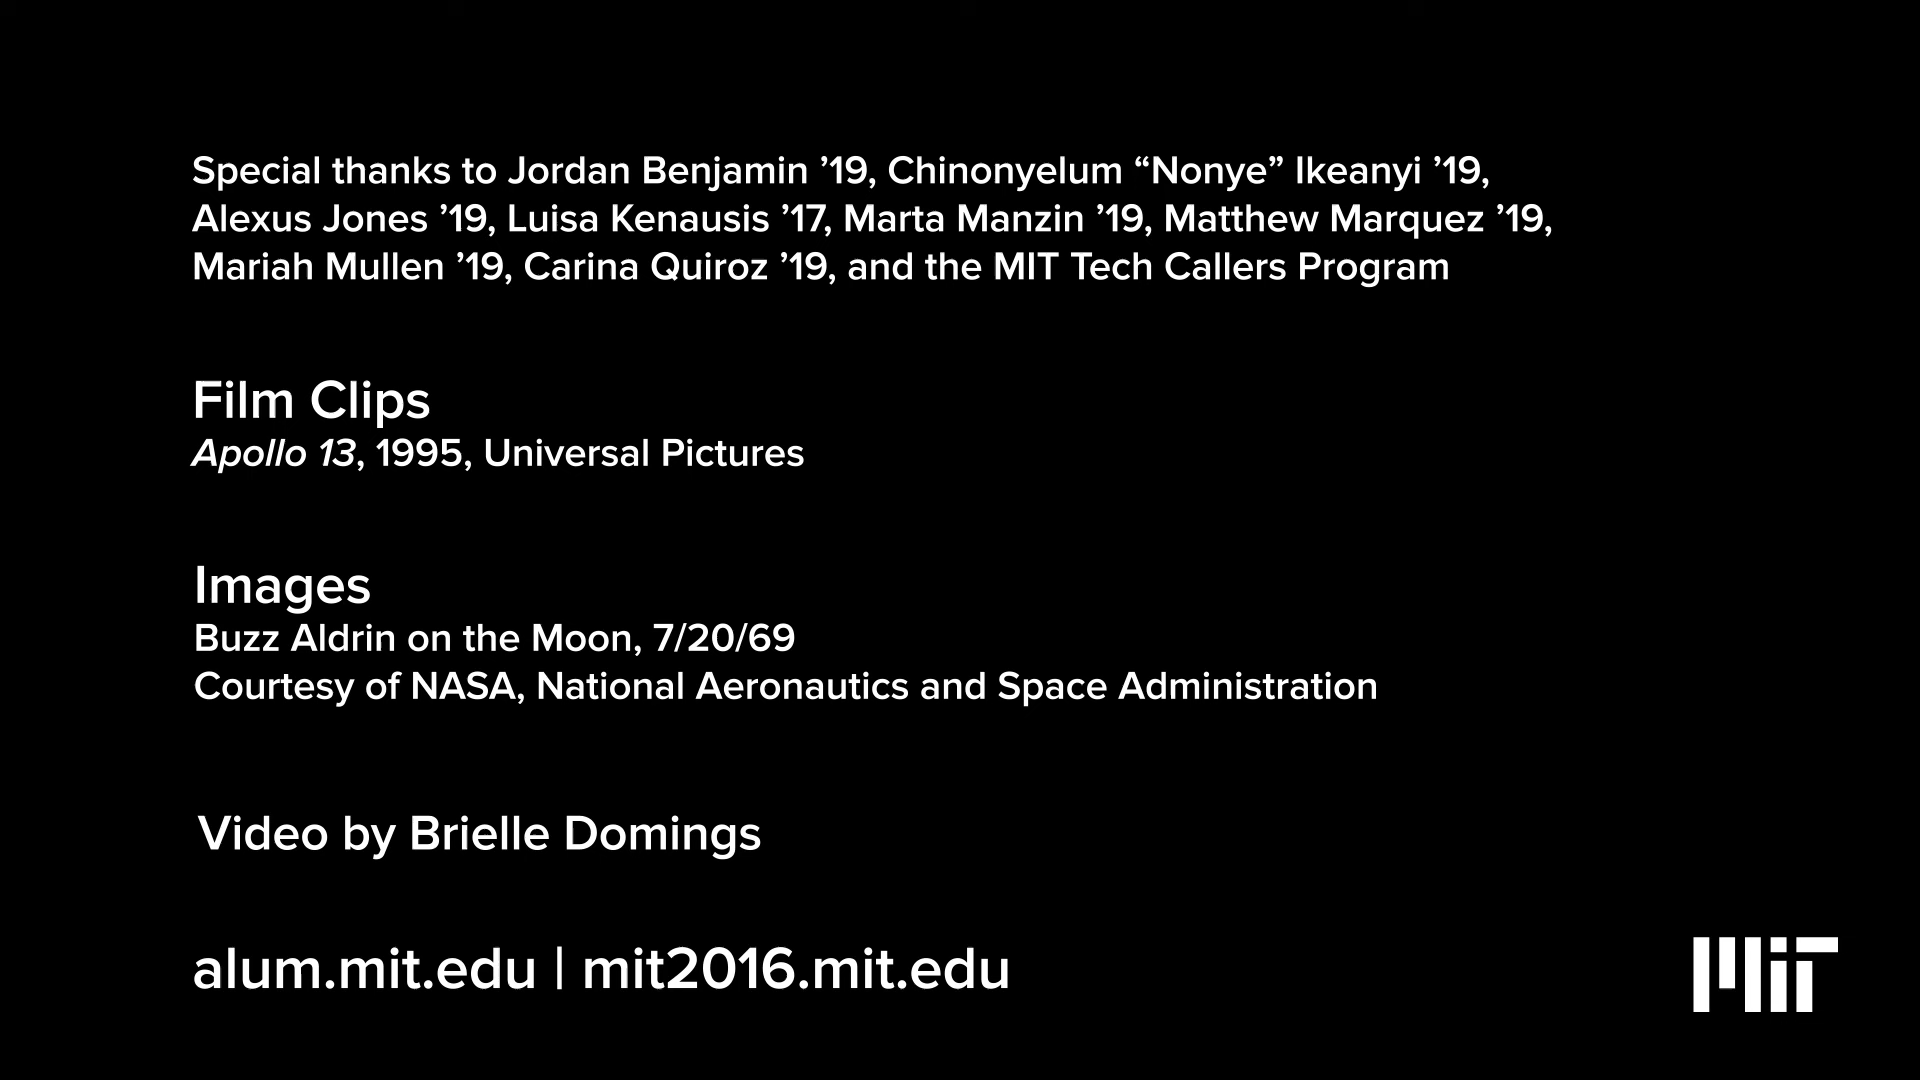 Special thanks to Jordan Benjamin ’19, Chinonyelum “Nonye” Ikeanyi ’19,
Alexus Jones ’19, Luisa Kenausis ’17, Marta Manzin ’19, Matthew Marquez ’19,
Mariah Mullen ’19, Carina Quiroz ’19, and the MIT Tech Callers Program
Film Clips
Apollo 13, 1995, Universal Pictures
Images
Buzz Aldrin on the Moon, 7/20/69
Courtesy of NASA, National Aeronautics and Space Administration
Video by Brielle Domings
alum.mit.edu | mit2016.mit.edu
MIT